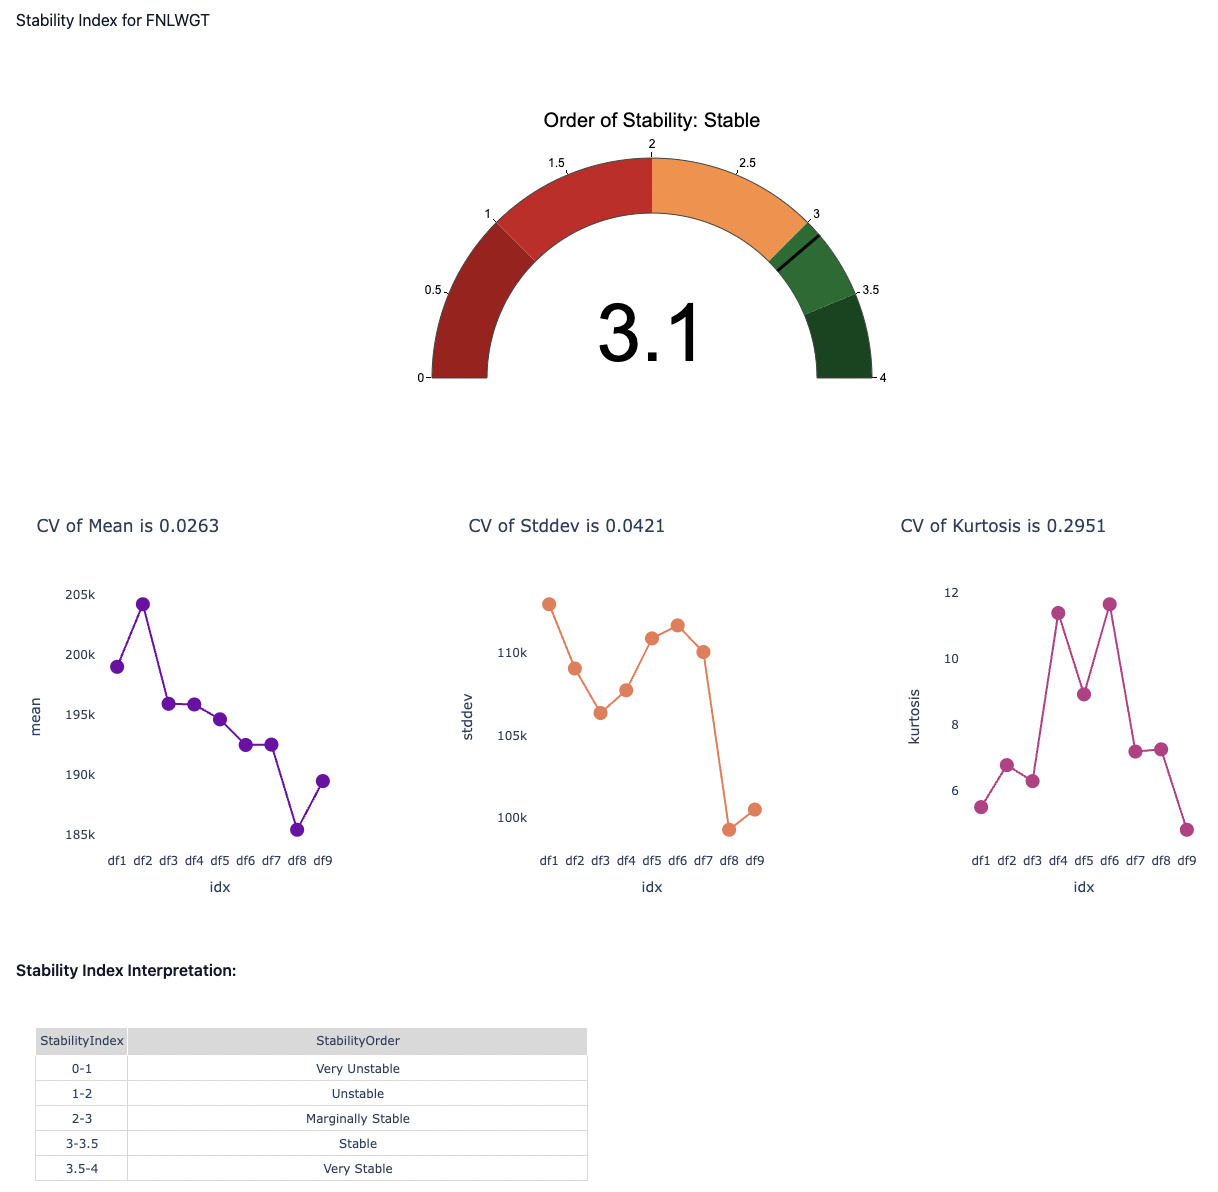 Stability Index for FNLWGT
Order of Stability: Stable
2
1.5 2.5
1 3
0.5 3.5
3.1
0 4
CV of Mean is 0.0263 CV of Stddev is 0.0421 CV of Kurtosis is 0.2951
205k
200k
195k
190k
185k
mean
df1 df2 df3 df4 df5 df6 df7 df8 df9
idx
110k
105k
100k
stddev
df1 df2 df3 df4 df5 df6 df7 df8 df9
idx
12
10
8
6
kurtosis
df1 df2 df3 df4 df5 df6 df7 df8 df9
idx
Stability Index Interpretation:
StabilityIndex StabilityOrder
0-1 Very Unstable
1-2 Unstable
2-3 Marginally Stable
3-3.5 Stable
3.5-4 Very Stable